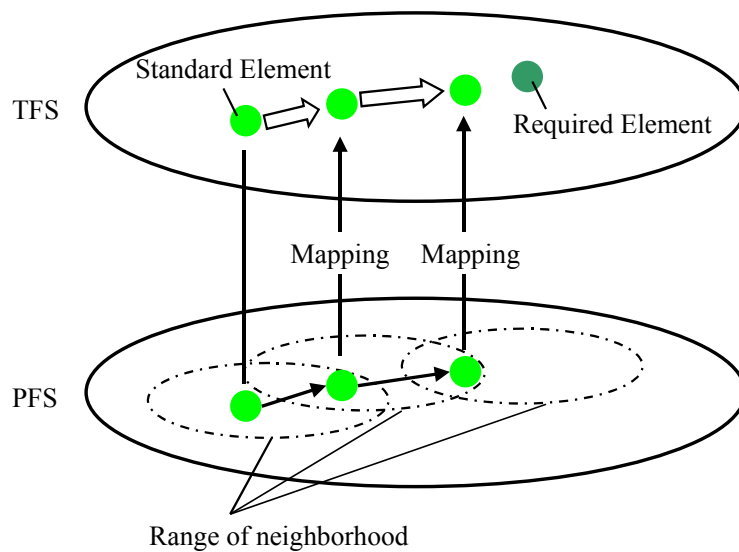 Standard Element
TFS
Required Element
Mapping
Mapping
PFS
Range of neighborhood